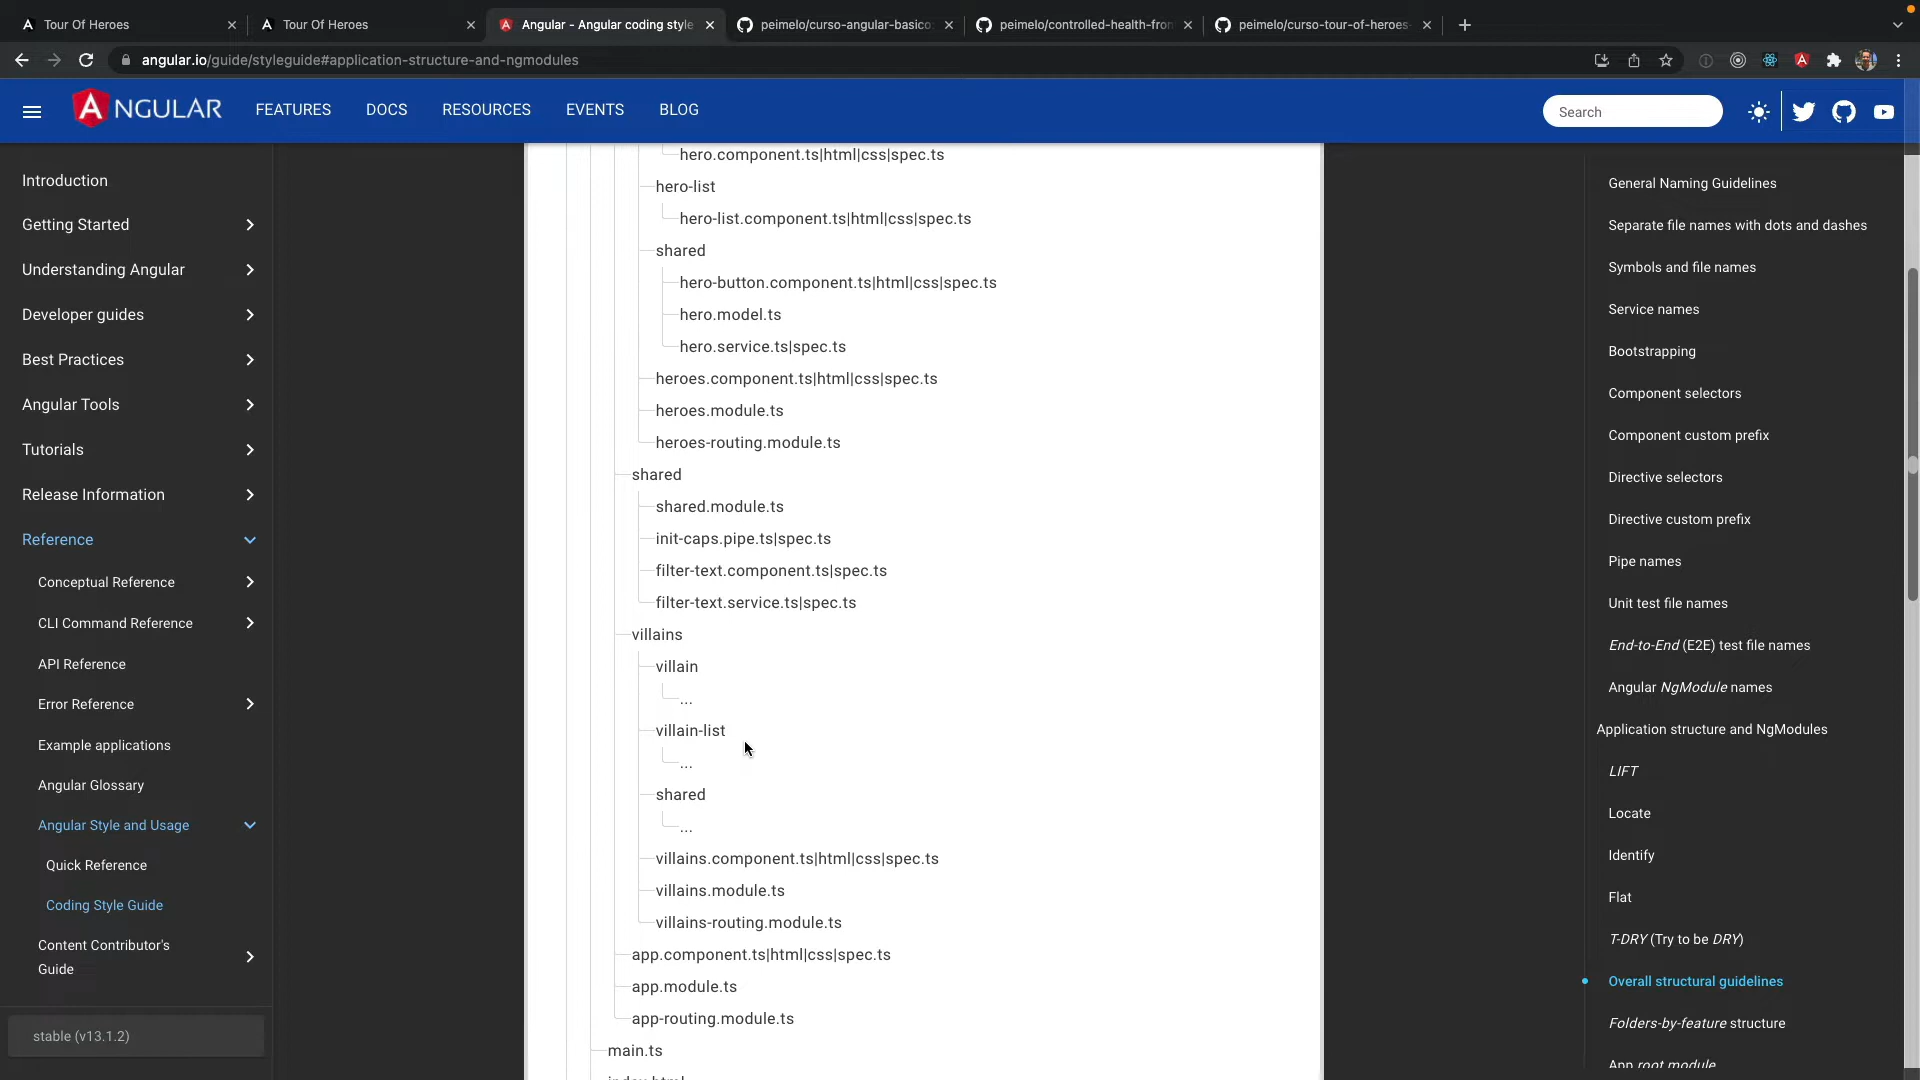 Tour Of Heroes
Tour Of Heroes
Angular - Angular coding style
peimelo/curso-angular-basico
peimelo/controlled-health-fron
peimelo/curso-tour-of-heroes-
angular.io/guide/styleguide#application-structure-and-ngmodules
ANGULAR
FEATURES
DOCS
RESOURCES
EVENTS
BLOG
Search
Introduction
Getting Started
Understanding Angular
Developer guides
Best Practices
Angular Tools
Tutorials
Release Information
Reference
Conceptual Reference
CLI Command Reference
API Reference
Error Reference
Example applications
Angular Glossary
Angular Style and Usage
Quick Reference
Coding Style Guide
Content Contributor's
Guide
stable (v13.1.2)
hero.component.ts|html|css|spec.ts
hero-list
hero-list.component.ts|html|css|spec.ts
shared
hero-button.component.ts|html|css|spec.ts
hero.model.ts
hero.service.ts|spec.ts
heroes.component.ts|html|css|spec.ts
heroes.module.ts
heroes-routing.module.ts
shared
shared.module.ts
init-caps.pipe.ts|spec.ts
filter-text.component.ts|spec.ts
filter-text.service.ts|spec.ts
villains
villain
...
villain-list
...
shared
...
villains.component.ts|html|css|spec.ts
villains.module.ts
villains-routing.module.ts
app.component.ts|html|css|spec.ts
app.module.ts
app-routing.module.ts
main.ts
index.html
General Naming Guidelines
Separate file names with dots and dashes
Symbols and file names
Service names
Bootstrapping
Component selectors
Component custom prefix
Directive selectors
Directive custom prefix
Pipe names
Unit test file names
End-to-End (E2E) test file names
Angular NgModule names
Application structure and NgModules
LIFT
Locate
Identify
Flat
T-DRY (Try to be DRY)
Overall structural guidelines
Folders-by-feature structure
App root module